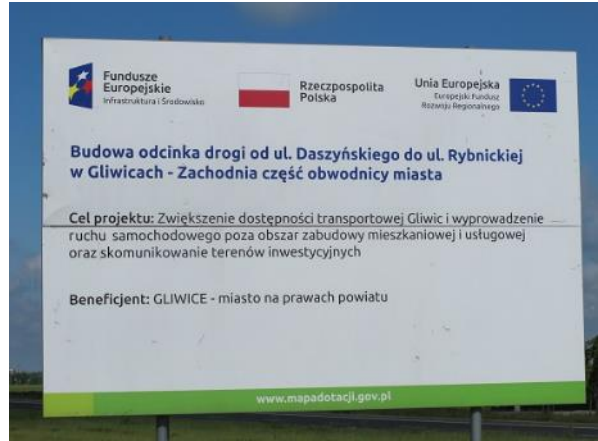 Fundusze
Europejskie
Infrastruktura i Środowisko
Rzeczpospolita
Polska
Unia Europejska
Europejski Fundusz
Rozwoju Regionalnego
Budowa odcinka drogi od ul. Daszyńskiego do ul. Rybnickiej
w Gliwicach - Zachodnia część obwodnicy miasta
Cel projektu: Zwiększenie dostępności transportowej Gliwic i wyprowadzenie
ruchu samochodowego poza obszar zabudowy mieszkaniowej i usługowej
oraz skomunikowanie terenów inwestycyjnych
Beneficjent: GLIWICE - miasto na prawach powiatu
www.mapadotacji.gov.pl